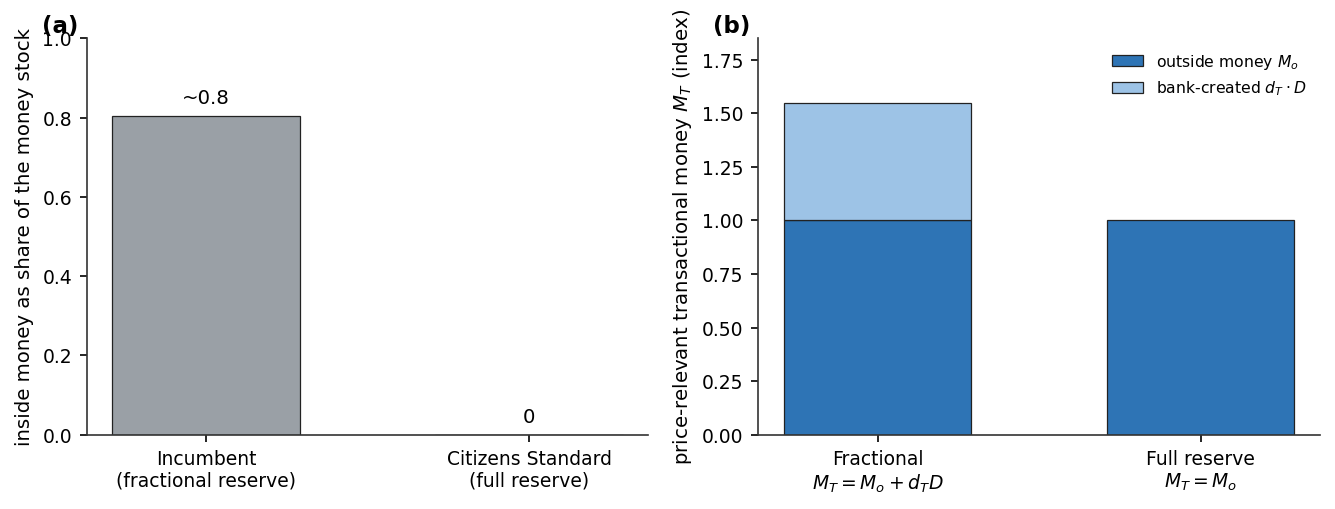 (a)
inside money as share of the money stock
1.0
0.8
0.6
0.4
0.2
0.0
~0.8
0
Incumbent
(fractional reserve)
Citizens Standard
(full reserve)
(b)
price-relevant transactional money M_T (index)
1.75
1.50
1.25
1.00
0.75
0.50
0.25
0.00
outside money M_o
bank-created d_T · D
Fractional
M_T = M_o + d_T D
Full reserve
M_T = M_o